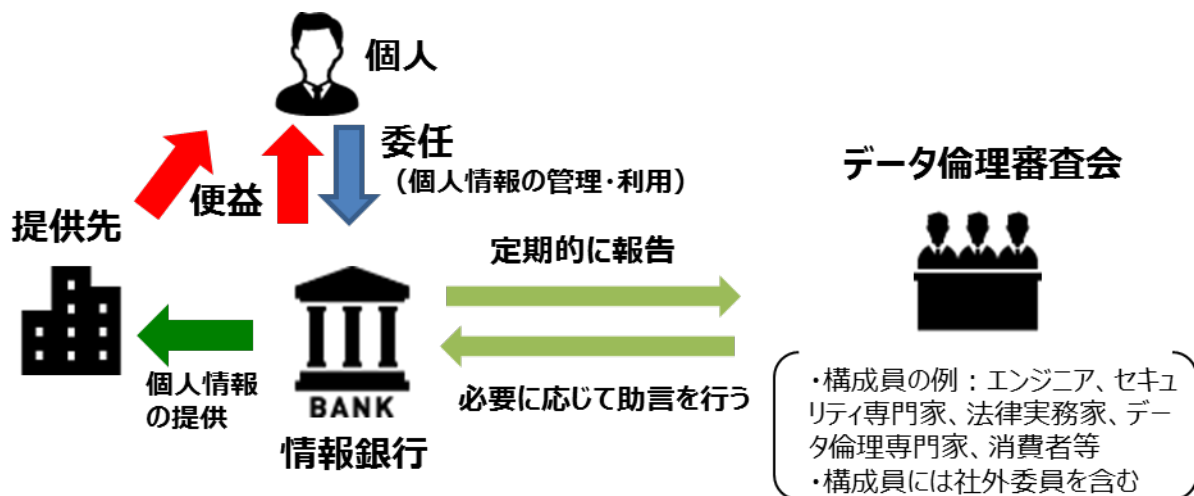 個人
委任
（個人情報の管理・利用）
便益
提供先
個人情報
の提供
BANK
情報銀行
定期的に報告
必要に応じて助言を行う
データ倫理審査会
・構成員の例：エンジニア、セキュ
リティ専門家、法律実務家、デー
タ倫理専門家、消費者等
・構成員には社外委員を含む